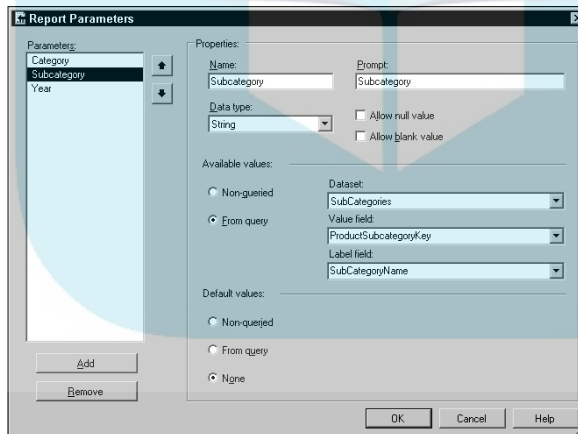 Report Parameters
Parameters:
Category
Subcategory
Year
Add
Remove
Properties:
Name:
Prompt:
Subcategory
Subcategory
Data type:
String
Allow null value
Allow blank value
Available values:
Non-queried
From query
Dataset:
SubCategories
Value field:
ProductSubcategoryKey
Label field:
SubCategoryName
Default values:
Non-queried
From query
None
OK
Cancel
Help